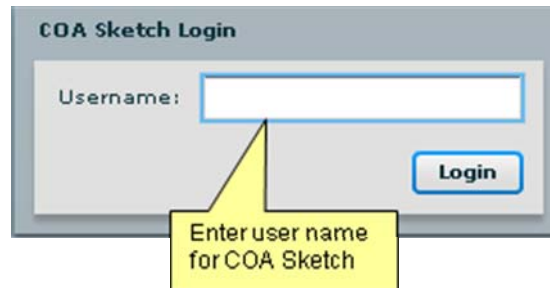 COA Sketch Login
Username:
Login
Enter user name
for COA Sketch